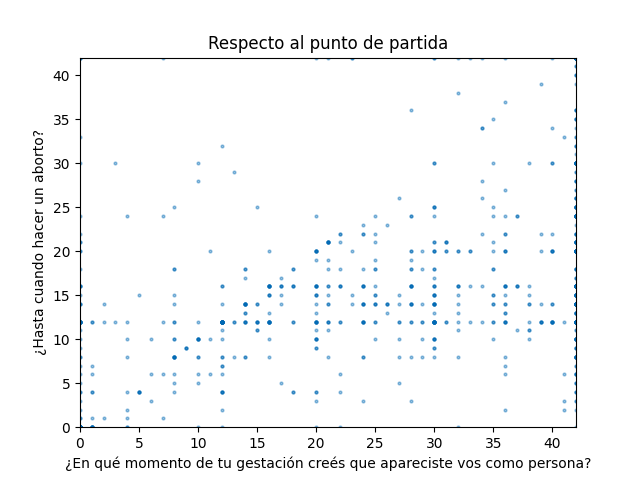 Respecto al punto de partida
¿Hasta cuando hacer un aborto?
40
35
30
25
20
15
10
5
0
0 5 10 15 20 25 30 35 40
¿En qué momento de tu gestación creés que apareciste vos como persona?